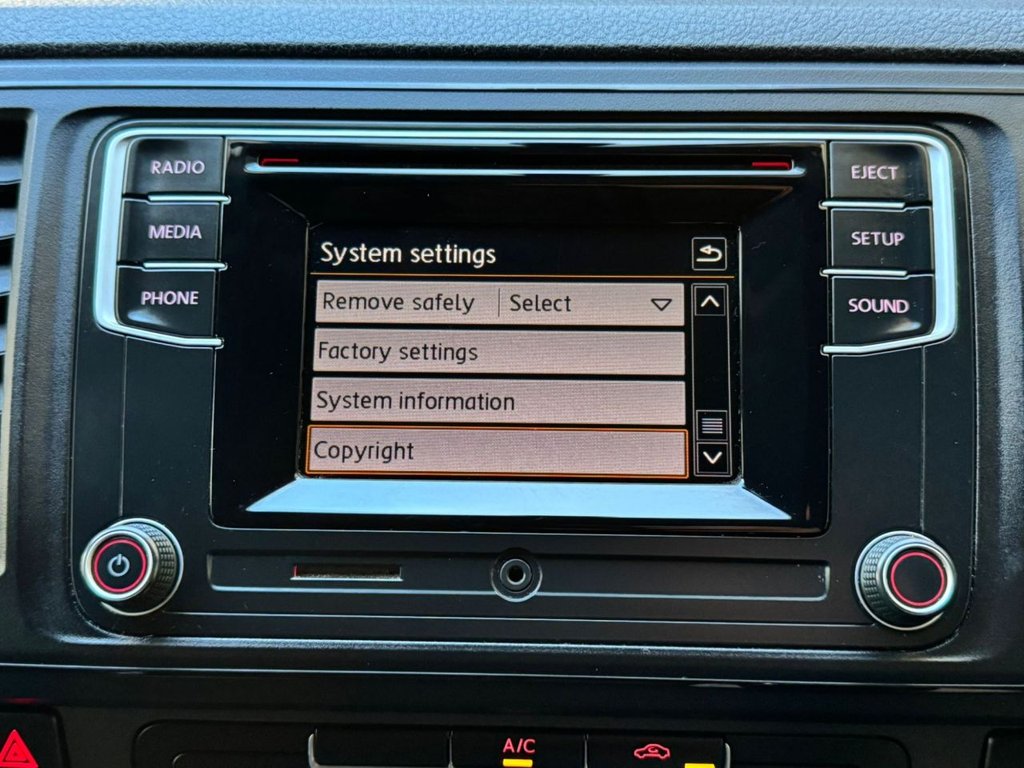 RADIO
EJECT
MEDIA
SETUP
PHONE
SOUND
System settings
Remove safely Select
Factory settings
System information
Copyright
A/C